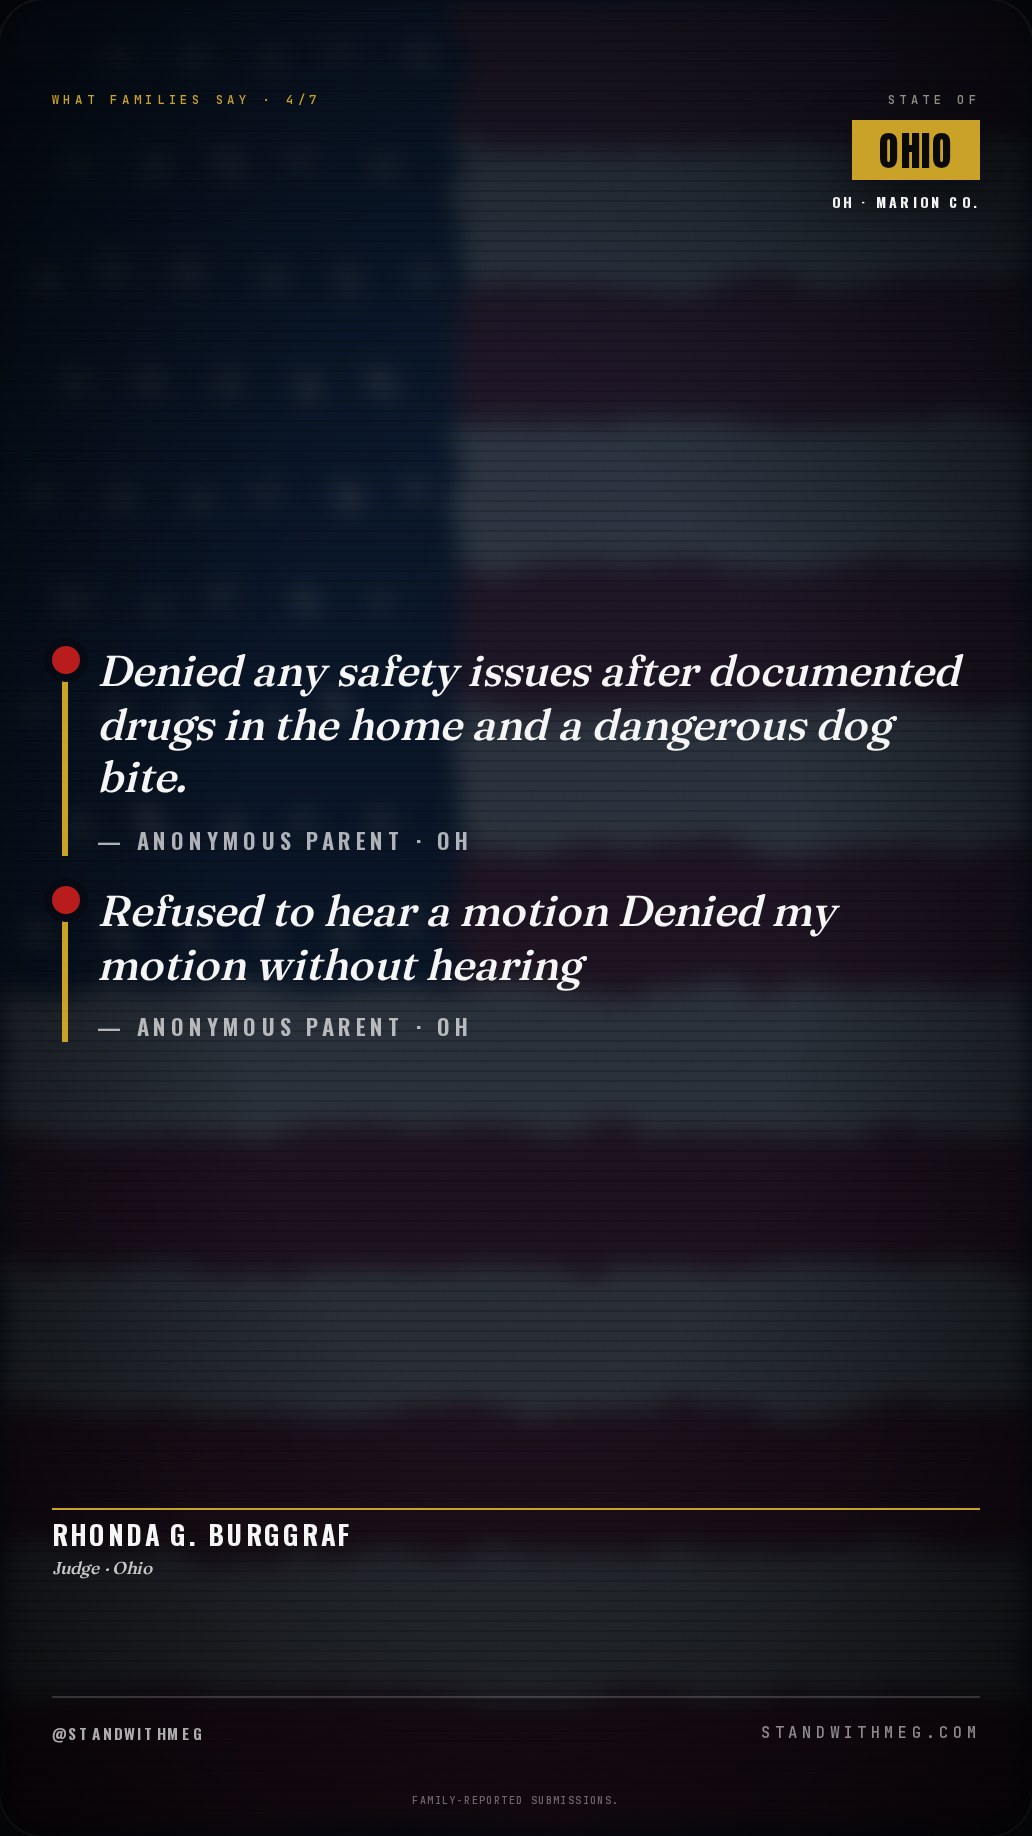 WHAT FAMILIES SAY · 4/7
STATE OF
OHIO
OH · MARION CO.
Denied any safety issues after documented
drugs in the home and a dangerous dog
bite.
— ANONYMOUS PARENT · OH
Refused to hear a motion Denied my
motion without hearing
— ANONYMOUS PARENT · OH
RHONDA G. BURGGRAF
Judge · Ohio
@STANDWITHMEG
STANDWITHMEG.COM
FAMILY-REPORTED SUBMISSIONS.